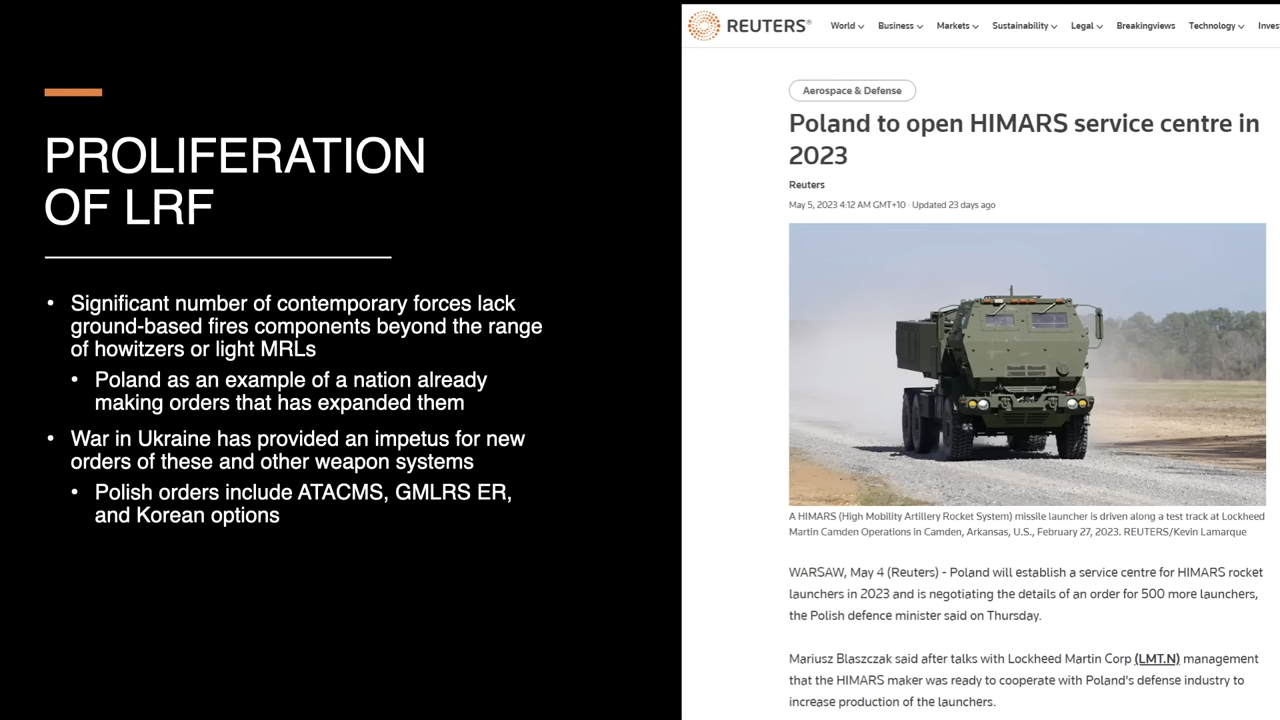 PROLIFERATION
OF LRF
• Significant number of contemporary forces lack
ground-based fires components beyond the range
of howitzers or light MRLs
• Poland as an example of a nation already
making orders that has expanded them
• War in Ukraine has provided an impetus for new
orders of these and other weapon systems
• Polish orders include ATACMS, GMLRS ER,
and Korean options
REUTERS® World Business Markets Sustainability Legal Breakingviews Technology Inves
Aerospace & Defense
Poland to open HIMARS service centre in
2023
Reuters
May 5, 2023 4:12 AM GMT+10 · Updated 23 days ago
A HIMARS (High Mobility Artillery Rocket System) missile launcher is driven along a test track at Lockheed
Martin Camden Operations in Camden, Arkansas, U.S., February 27, 2023. REUTERS/Kevin Lamarque
WARSAW, May 4 (Reuters) - Poland will establish a service centre for HIMARS rocket
launchers in 2023 and is negotiating the details of an order for 500 more launchers,
the Polish defence minister said on Thursday.
Mariusz Blaszczak said after talks with Lockheed Martin Corp (LMT.N) management
that the HIMARS maker was ready to cooperate with Poland's defense industry to
increase production of the launchers.